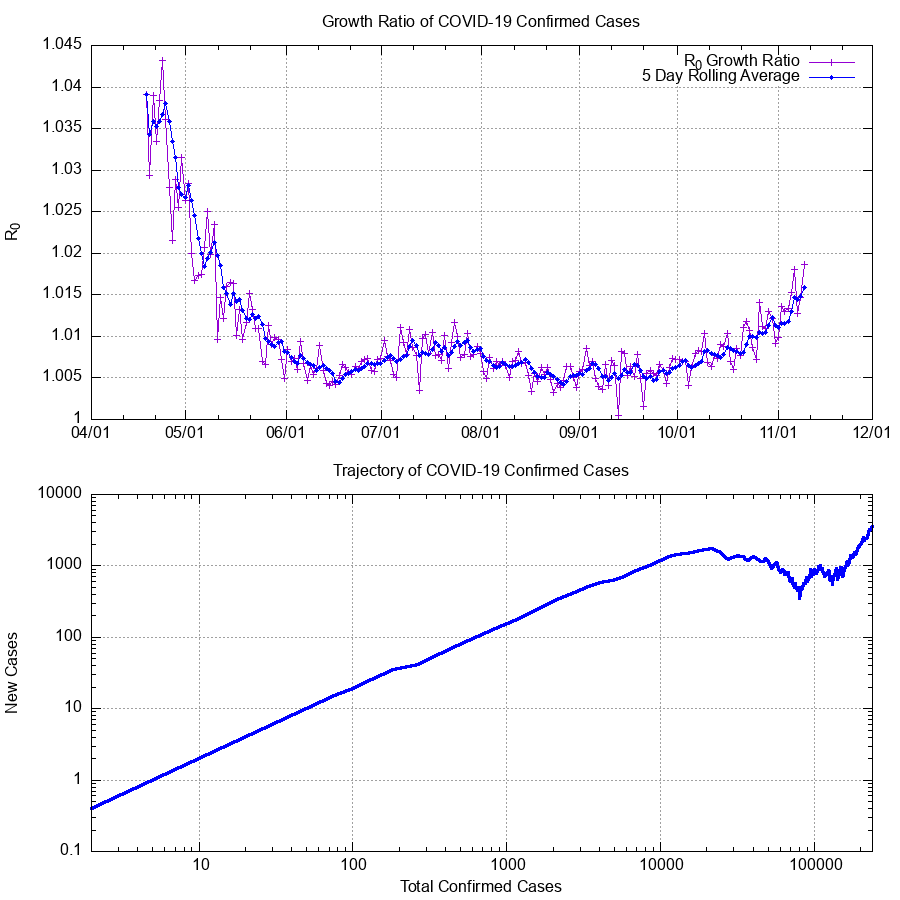 Growth Ratio of COVID-19 Confirmed Cases
R0 Growth Ratio
5 Day Rolling Average
1.045
1.04
1.035
1.03
1.025
1.02
1.015
1.01
1.005
1
R0
04/01 05/01 06/01 07/01 08/01 09/01 10/01 11/01 12/01
Trajectory of COVID-19 Confirmed Cases
10000
1000
100
10
1
0.1
New Cases
10 100 1000 10000 100000
Total Confirmed Cases